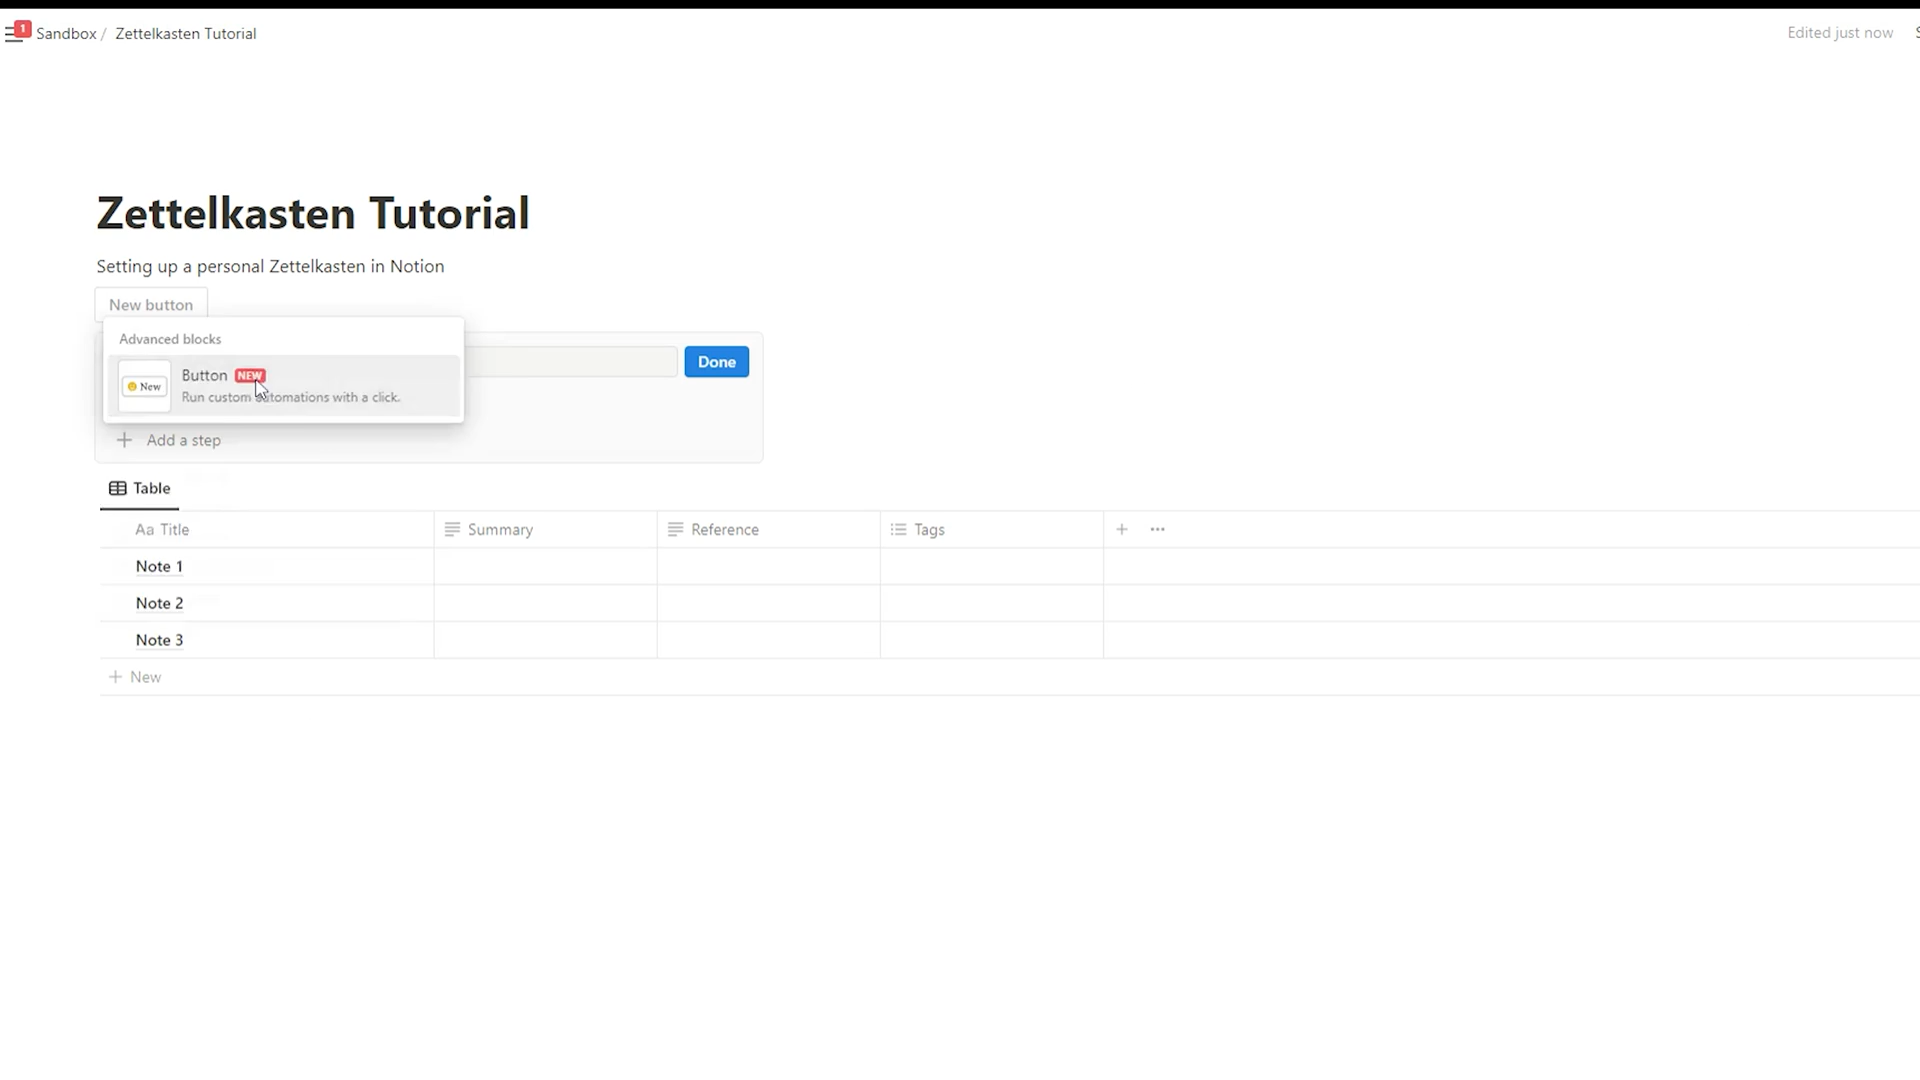 1
Sandbox / Zettelkasten Tutorial
Edited just now
Zettelkasten Tutorial
Setting up a personal Zettelkasten in Notion
New button
Advanced blocks
New
Button NEW
Run custom automations with a click.
Done
+ Add a step
Table
Aa Title
Summary
Reference
Tags
+ •••
Note 1
Note 2
Note 3
+ New